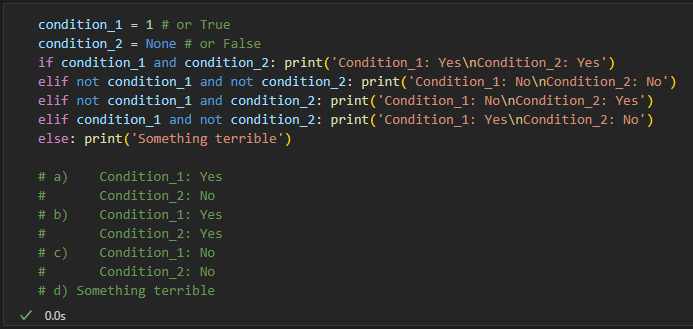 condition_1 = 1 # or True
condition_2 = None # or False
if condition_1 and condition_2: print('Condition_1: Yes\nCondition_2: Yes')
elif not condition_1 and not condition_2: print('Condition_1: No\nCondition_2: No')
elif not condition_1 and condition_2: print('Condition_1: No\nCondition_2: Yes')
elif condition_1 and not condition_2: print('Condition_1: Yes\nCondition_2: No')
else: print('Something terrible')

# a)    Condition_1: Yes
#       Condition_2: No
# b)    Condition_1: Yes
#       Condition_2: Yes
# c)    Condition_1: No
#       Condition_2: No
# d) Something terrible
0.0s